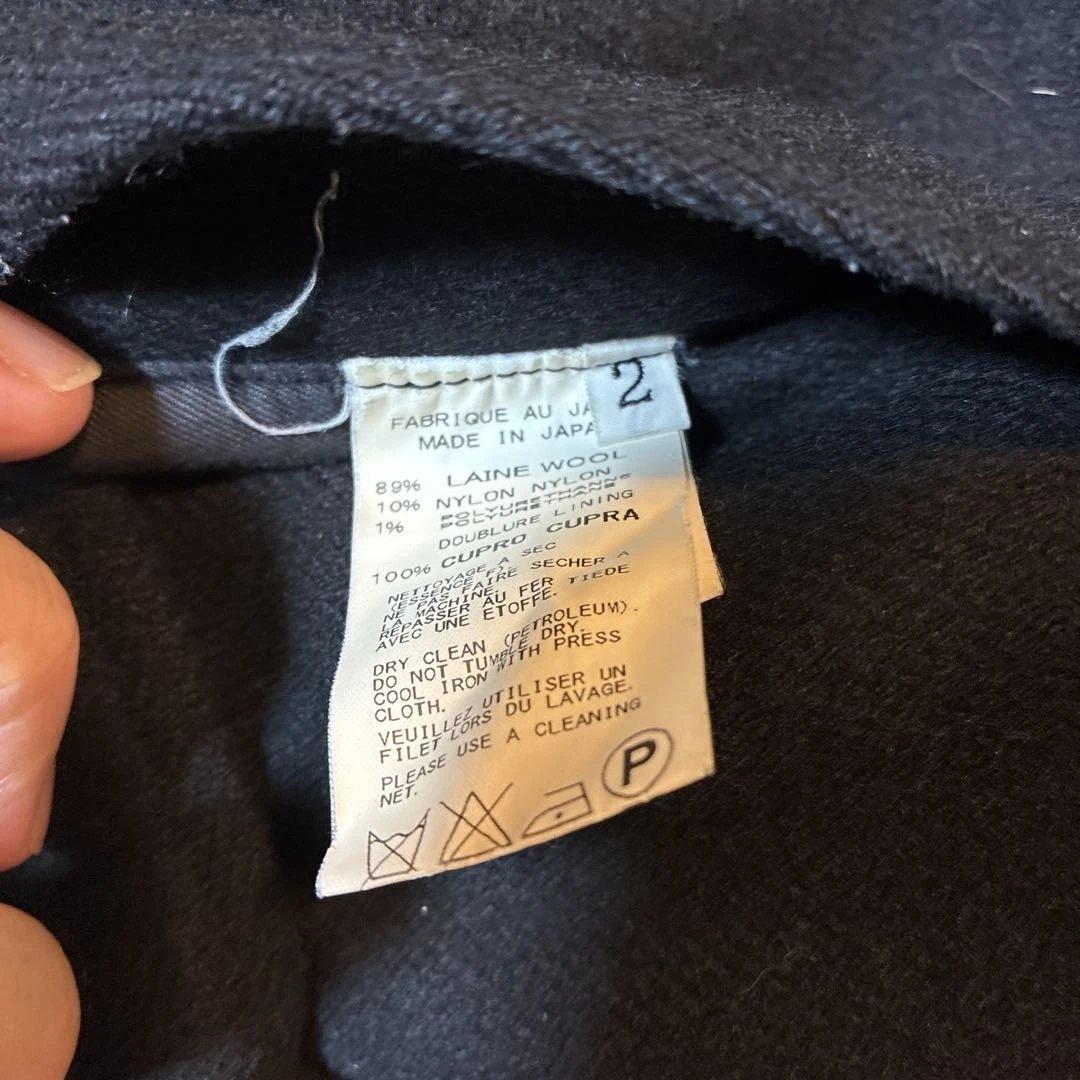 2
FABRIQUE AU JA
MADE IN JAPA
89% LAINE WOOL
10% NYLON NYLON
1% POLYURETHANNE
POLYURETHANE
DOUBLURE LINING
100% CUPRO CUPRA
NETTOYAGE A SEC
(ESSENCE F).
NE PAS FAIRE SECHER A
LA MACHINE.
REPASSER AU FER TIEDE
AVEC UNE ETOFFE.
DRY CLEAN (PETROLEUM).
DO NOT TUMBLE DRY.
COOL IRON WITH PRESS
CLOTH.
VEUILLEZ UTILISER UN
FILET LORS DU LAVAGE.
PLEASE USE A CLEANING
NET.
P